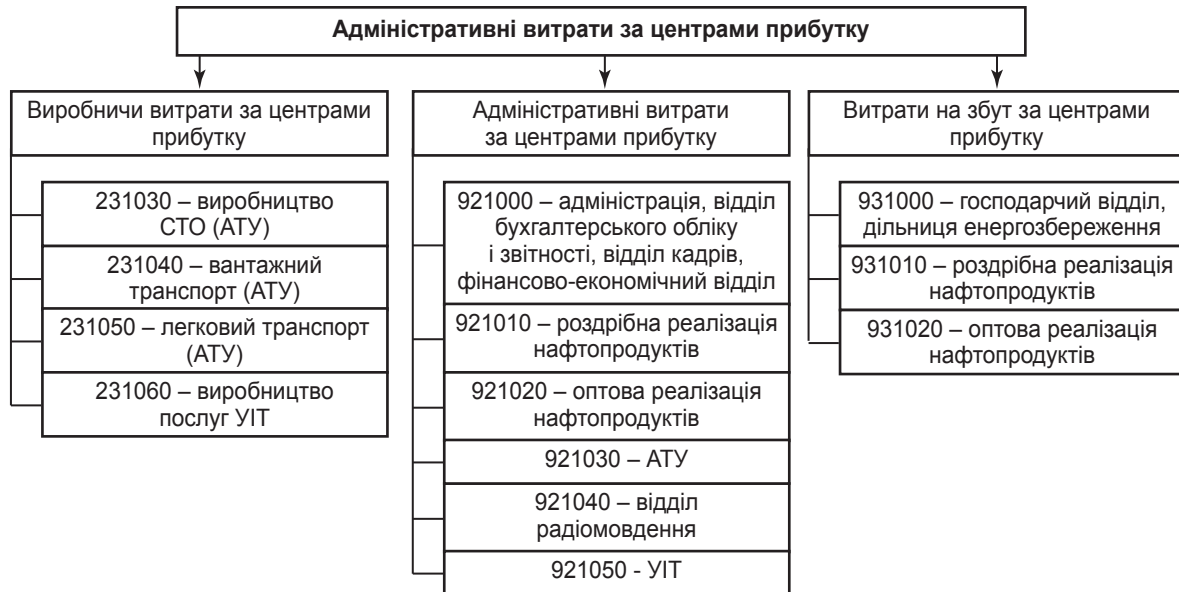 Адміністративні витрати за центрами прибутку
Виробничи витрати за центрами
прибутку
231030 – виробництво
СТО (АТУ)
231040 – вантажний
транспорт (АТУ)
231050 – легковий транспорт
(АТУ)
231060 – виробництво
послуг УІТ
Адміністративні витрати
за центрами прибутку
921000 – адміністрація, відділ
бухгалтерського обліку
і звітності, відділ кадрів,
фінансово-економічний відділ
921010 – роздрібна реалізація
нафтопродуктів
921020 – оптова реалізація
нафтопродуктів
921030 – АТУ
921040 – відділ
радіомовдення
921050 - УІТ
Витрати на збут за центрами
прибутку
931000 – господарчий відділ,
дільниця енергозбереження
931010 – роздрібна реалізація
нафтопродуктів
931020 – оптова реалізація
нафтопродуктів